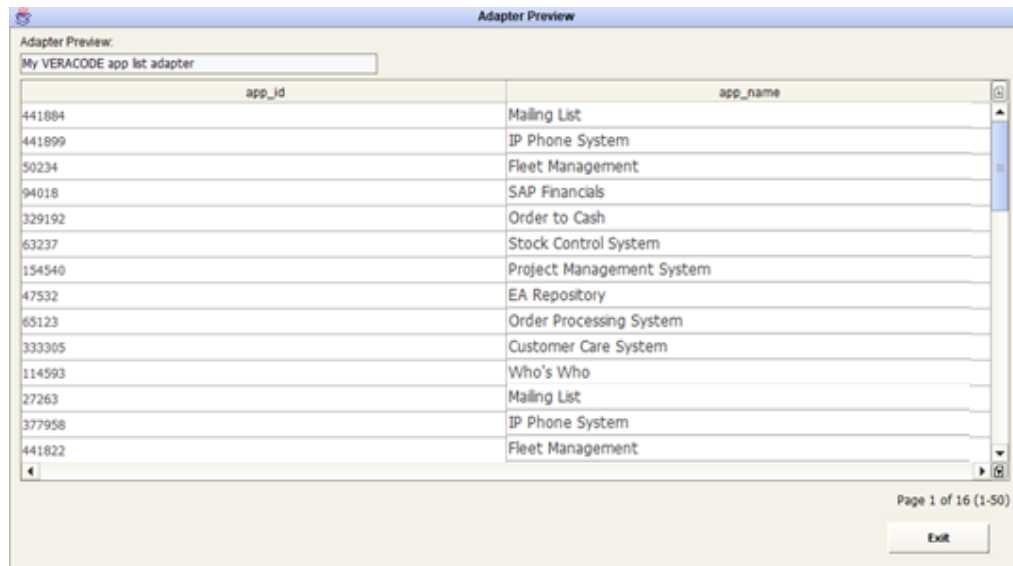 Adapter Preview
Adapter Preview:
My VERACODE app list adapter
app_id app_name
441884 Mailing List
441899 IP Phone System
50234 Fleet Management
94018 SAP Financials
329192 Order to Cash
63237 Stock Control System
154540 Project Management System
47532 EA Repository
65123 Order Processing System
333305 Customer Care System
114593 Who's Who
27263 Mailing List
377958 IP Phone System
441822 Fleet Management
Page 1 of 16 (1-50)
Exit